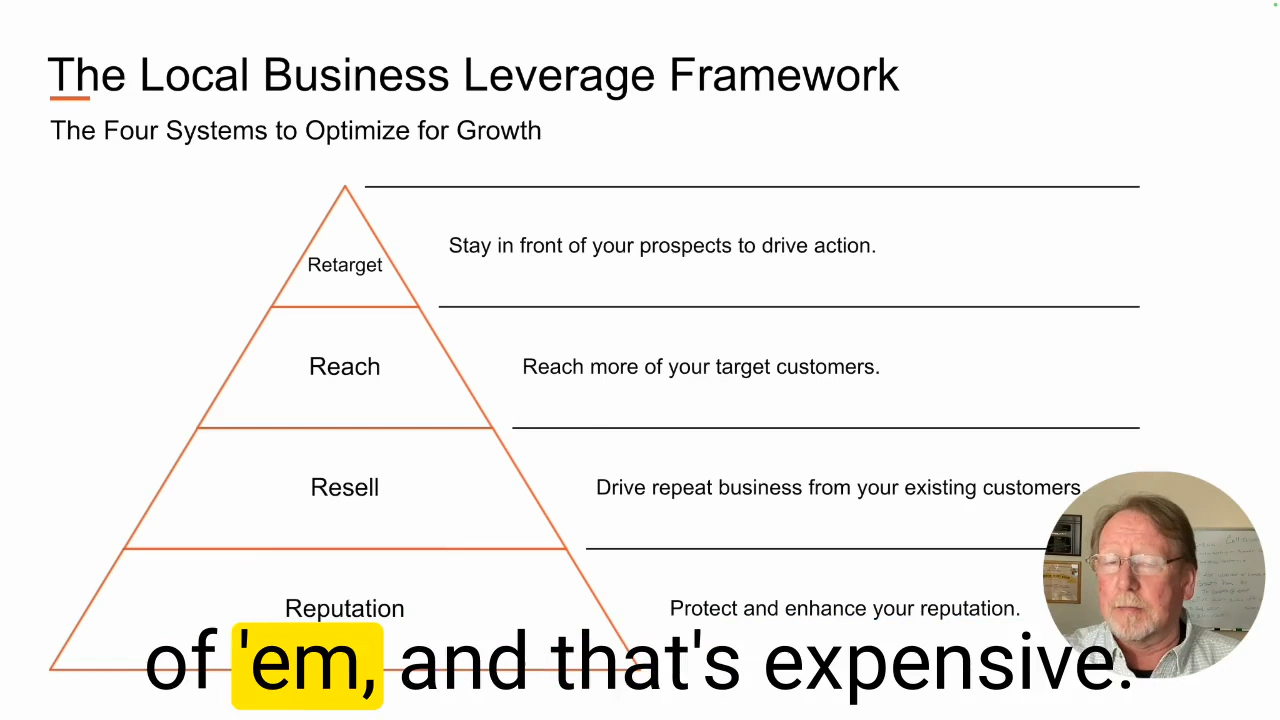 The Local Business Leverage Framework
The Four Systems to Optimize for Growth
Retarget
Stay in front of your prospects to drive action.
Reach
Reach more of your target customers.
Resell
Drive repeat business from your existing customers.
Reputation
Protect and enhance your reputation.
of 'em, and that's expensive.